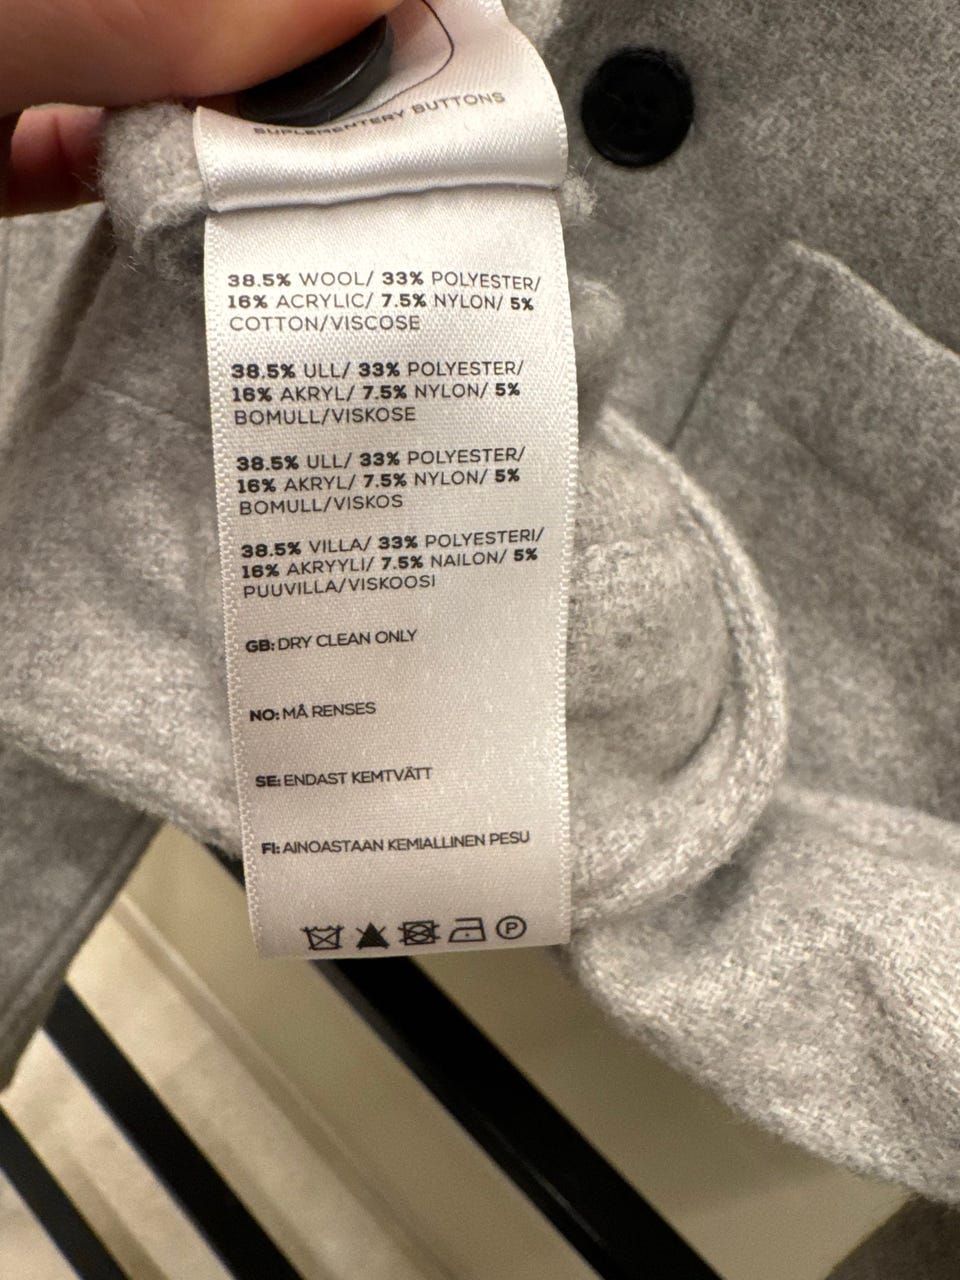 SUPLEMENTERY BUTTONS
38.5% WOOL/ 33% POLYESTER/
16% ACRYLIC/ 7.5% NYLON/ 5%
COTTON/VISCOSE
38.5% ULL/ 33% POLYESTER/
16% AKRYL/ 7.5% NYLON/ 5%
BOMULL/VISKOSE
38.5% ULL/ 33% POLYESTER/
16% AKRYL/ 7.5% NYLON/ 5%
BOMULL/VISKOS
38.5% VILLA/ 33% POLYESTERI/
16% AKRYYLI/ 7.5% NAILON/ 5%
PUUVILLA/VISKOOSI
GB: DRY CLEAN ONLY
NO: MÅ RENSES
SE: ENDAST KEMTVÄTT
FI: AINOASTAAN KEMIALLINEN PESU
P